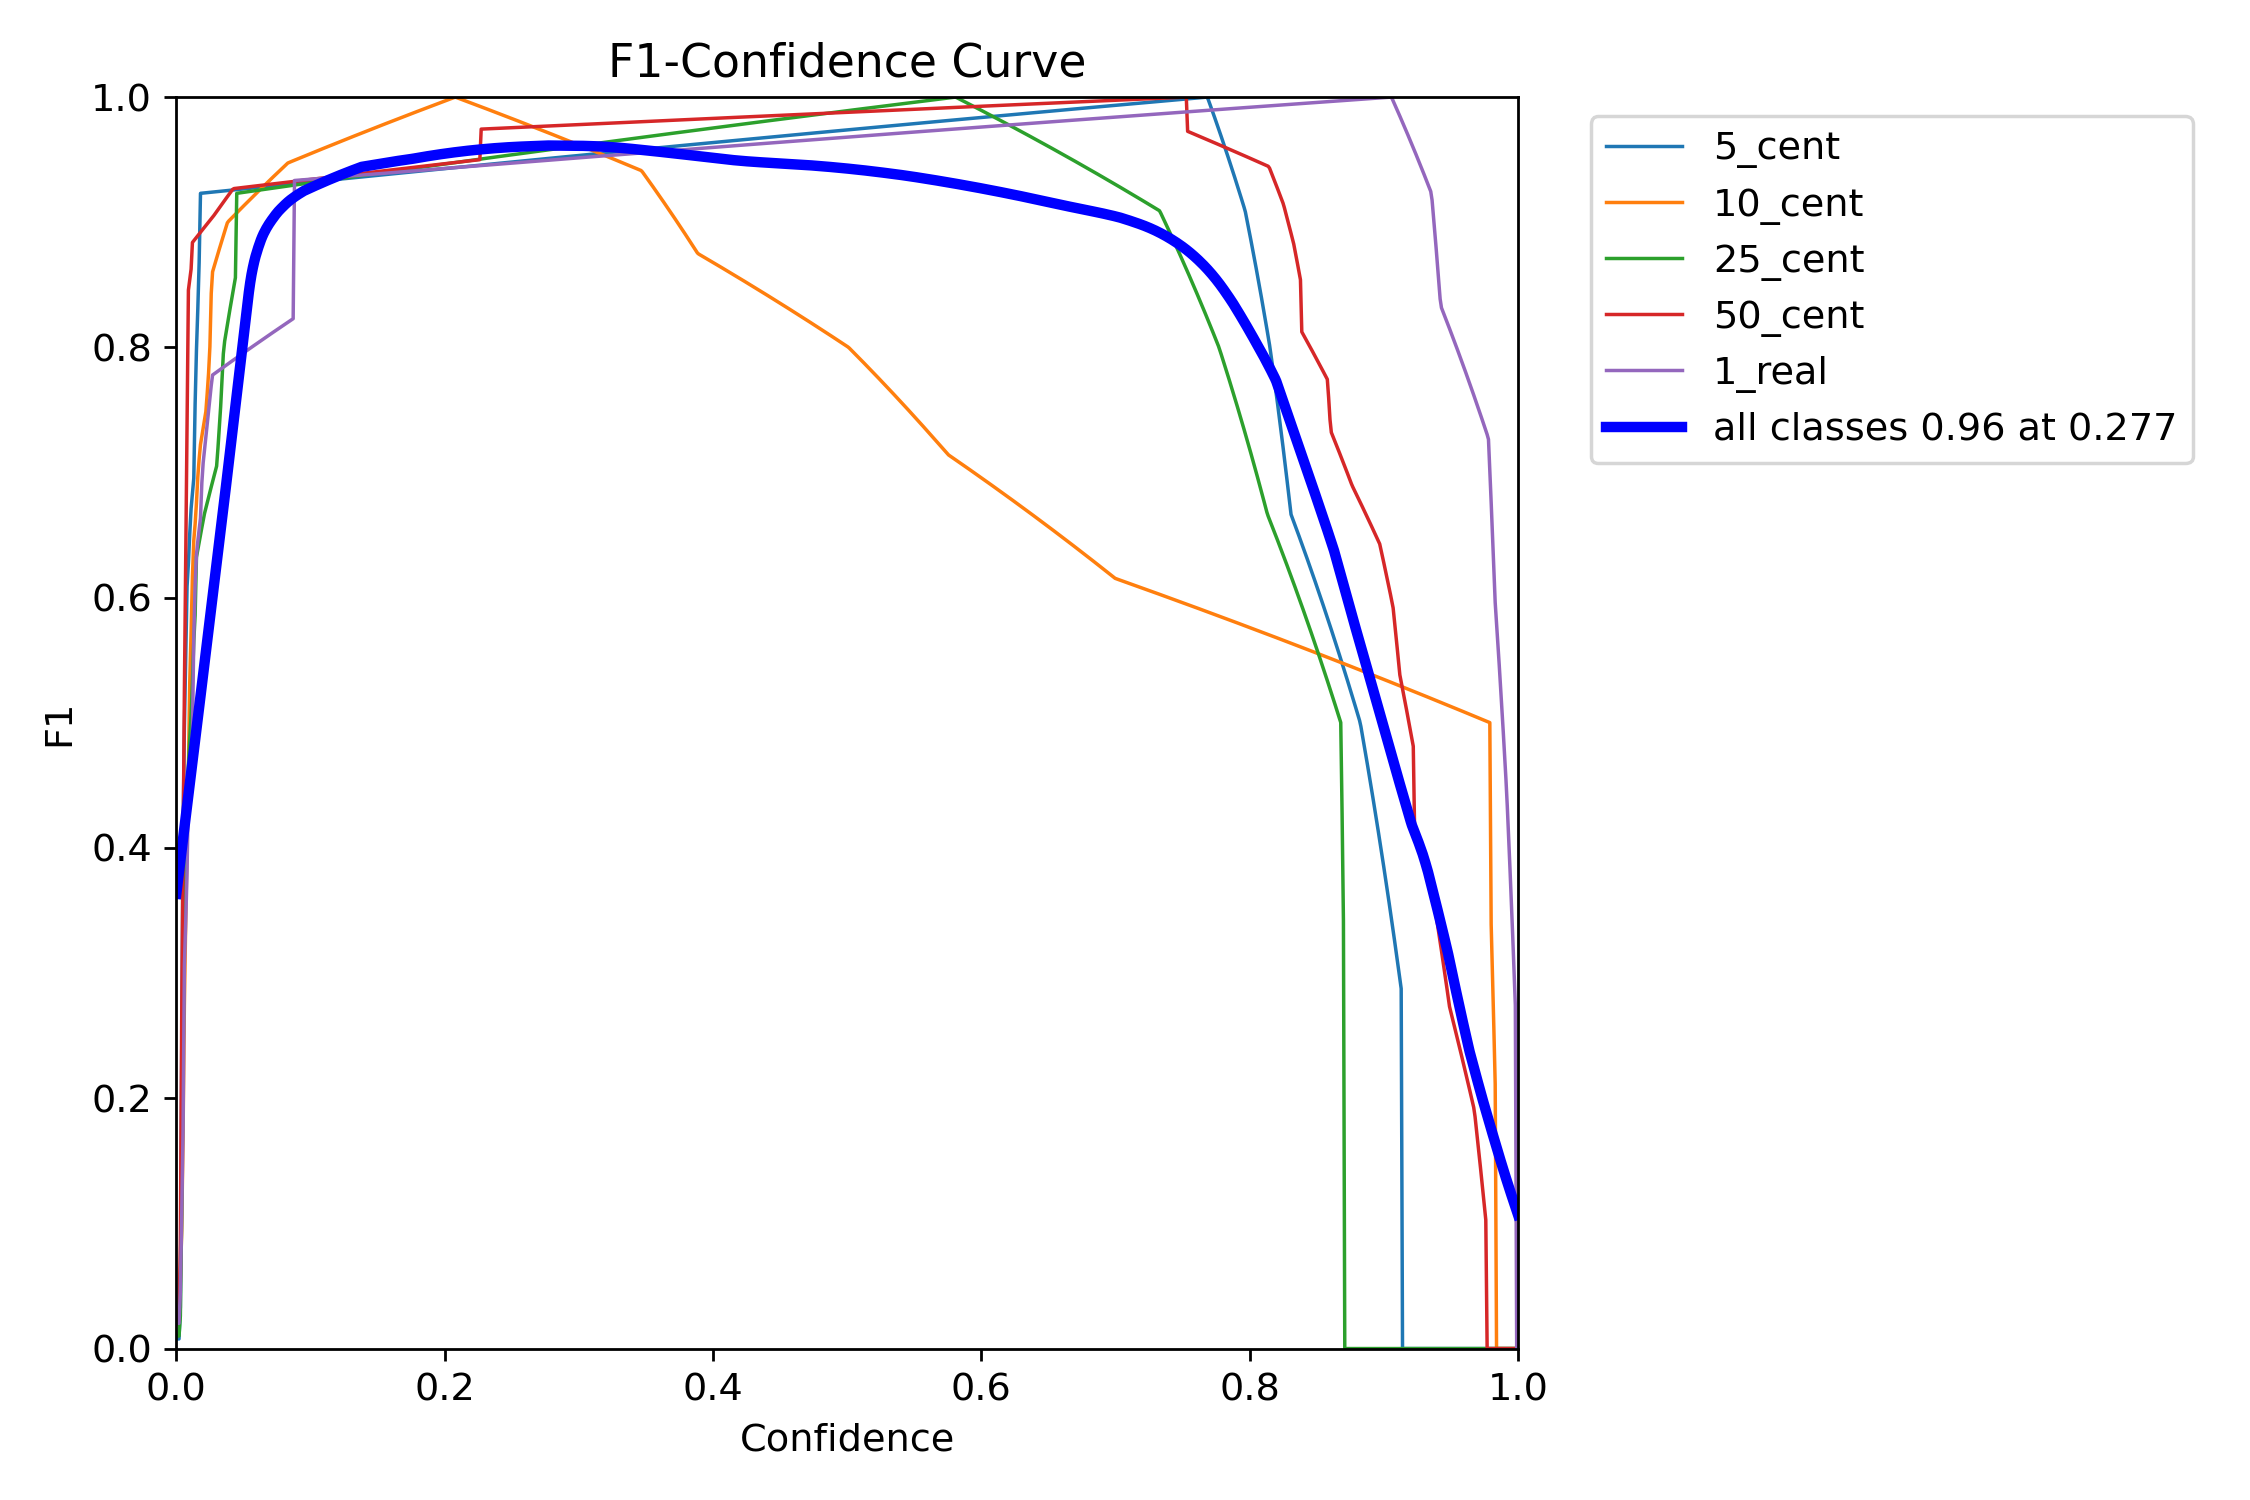 F1-Confidence Curve
1.0
0.8
0.6
0.4
0.2
0.0
F1
0.0 0.2 0.4 0.6 0.8 1.0
Confidence
5_cent
10_cent
25_cent
50_cent
1_real
all classes 0.96 at 0.277